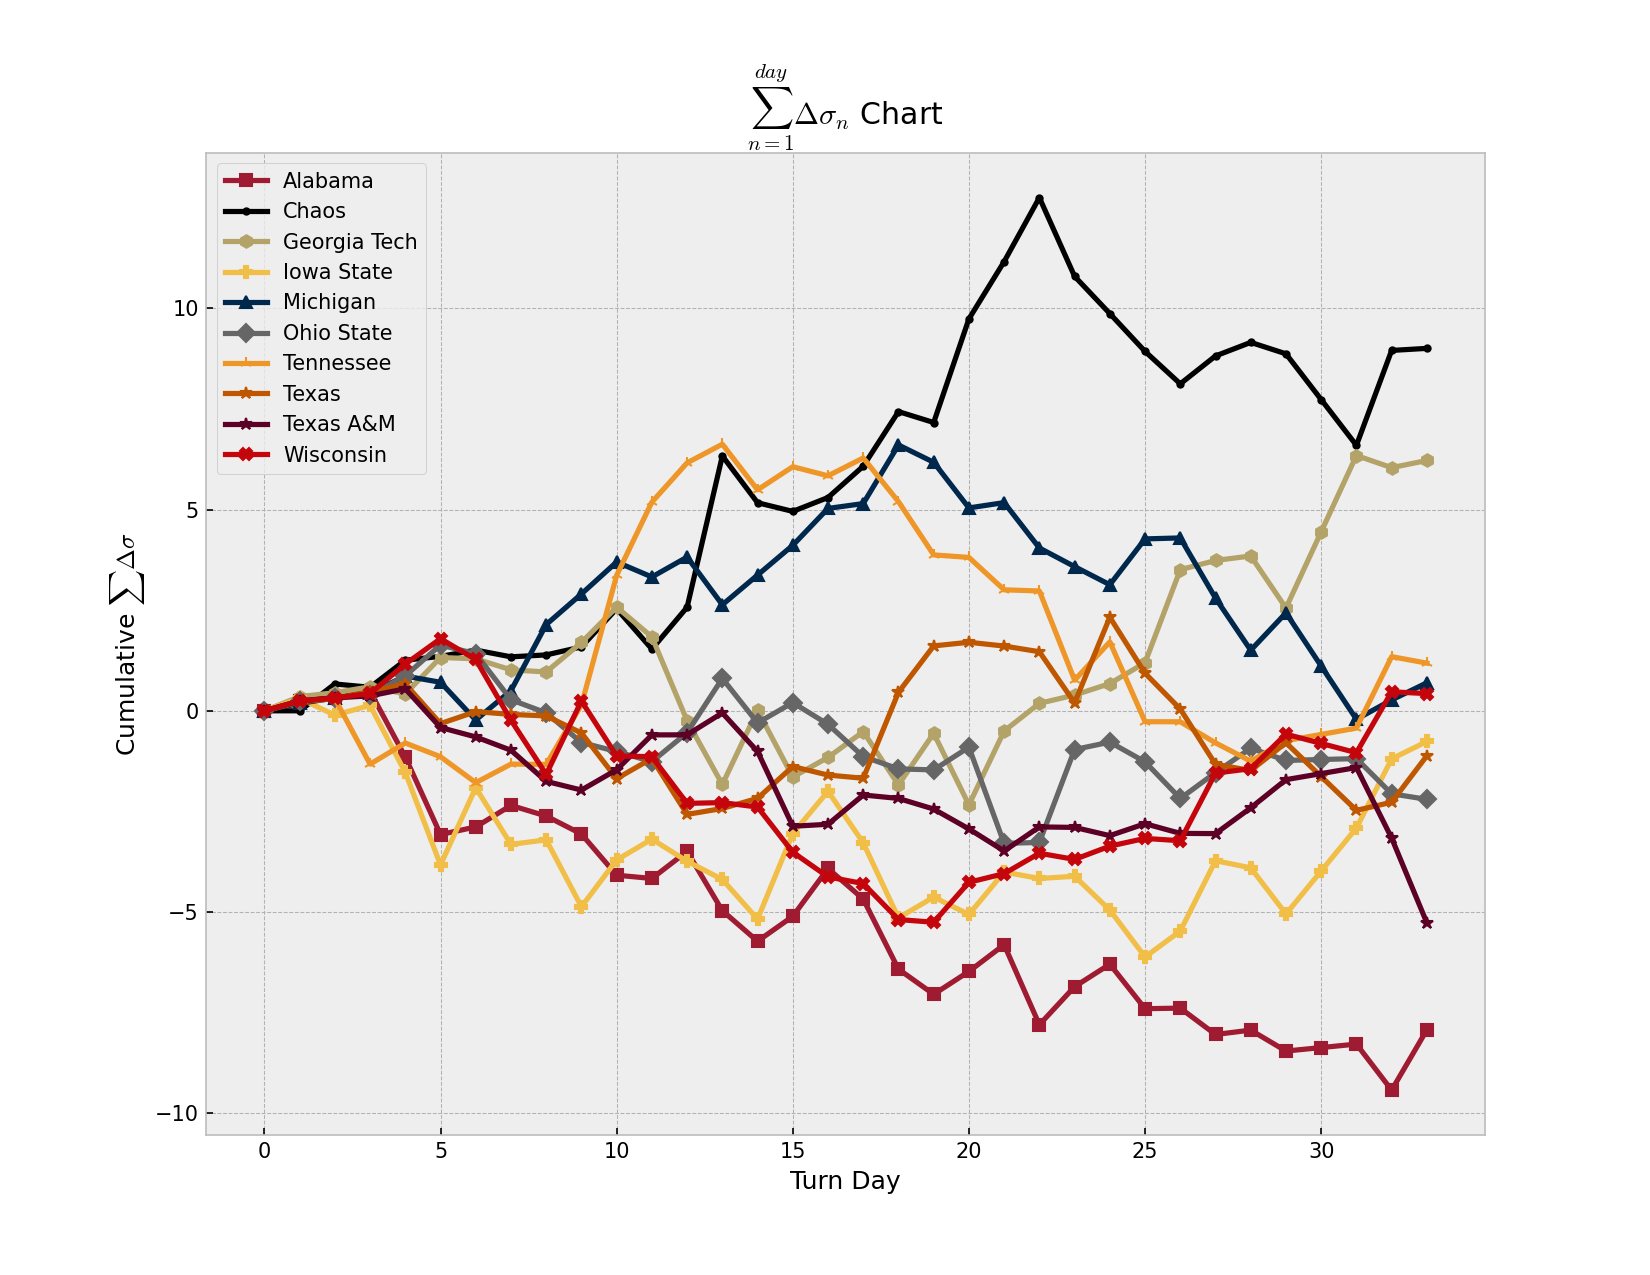 day
∑ Δσn Chart
n = 1
Alabama
Chaos
Georgia Tech
Iowa State
Michigan
Ohio State
Tennessee
Texas
Texas A&M
Wisconsin
Cumulative ∑ Δσ
10
5
0
−5
−10
0 5 10 15 20 25 30
Turn Day